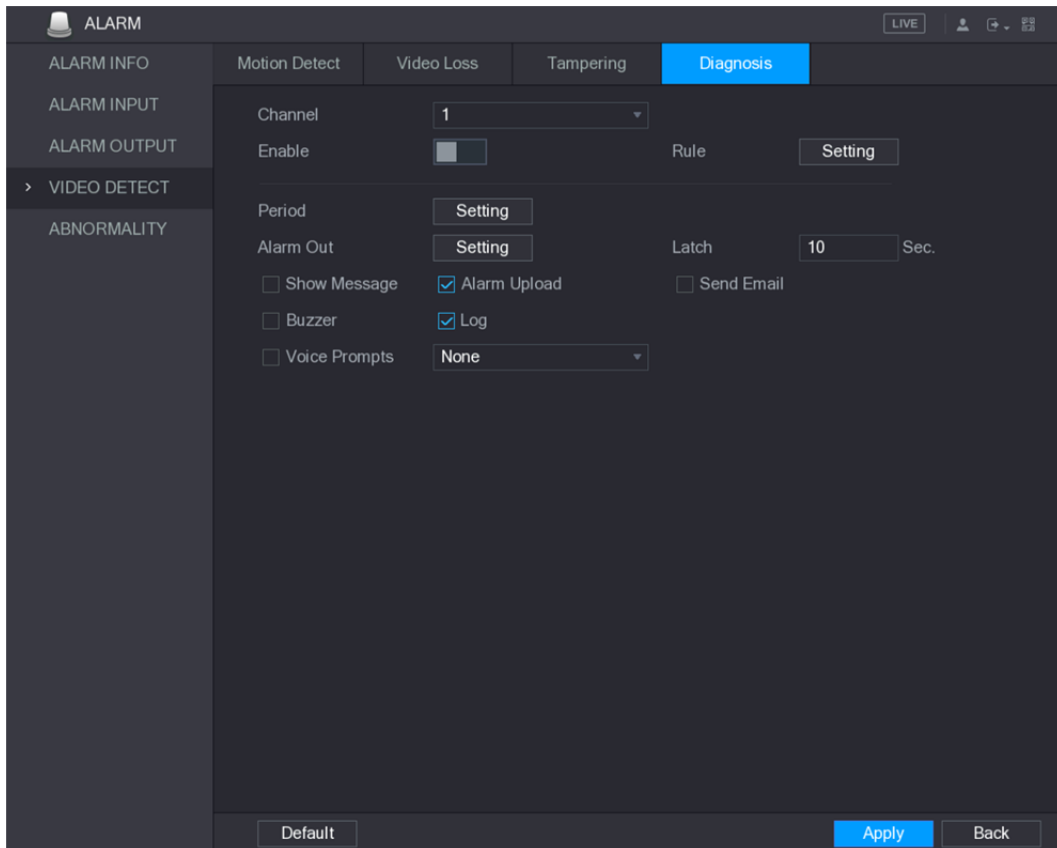 ALARM LIVE
ALARM INFO
ALARM INPUT
ALARM OUTPUT
> VIDEO DETECT
ABNORMALITY
Motion Detect Video Loss Tampering Diagnosis
Channel 1
Enable Rule Setting
Period Setting
Alarm Out Setting Latch 10 Sec.
Show Message Alarm Upload Send Email
Buzzer Log
Voice Prompts None
Default Apply Back